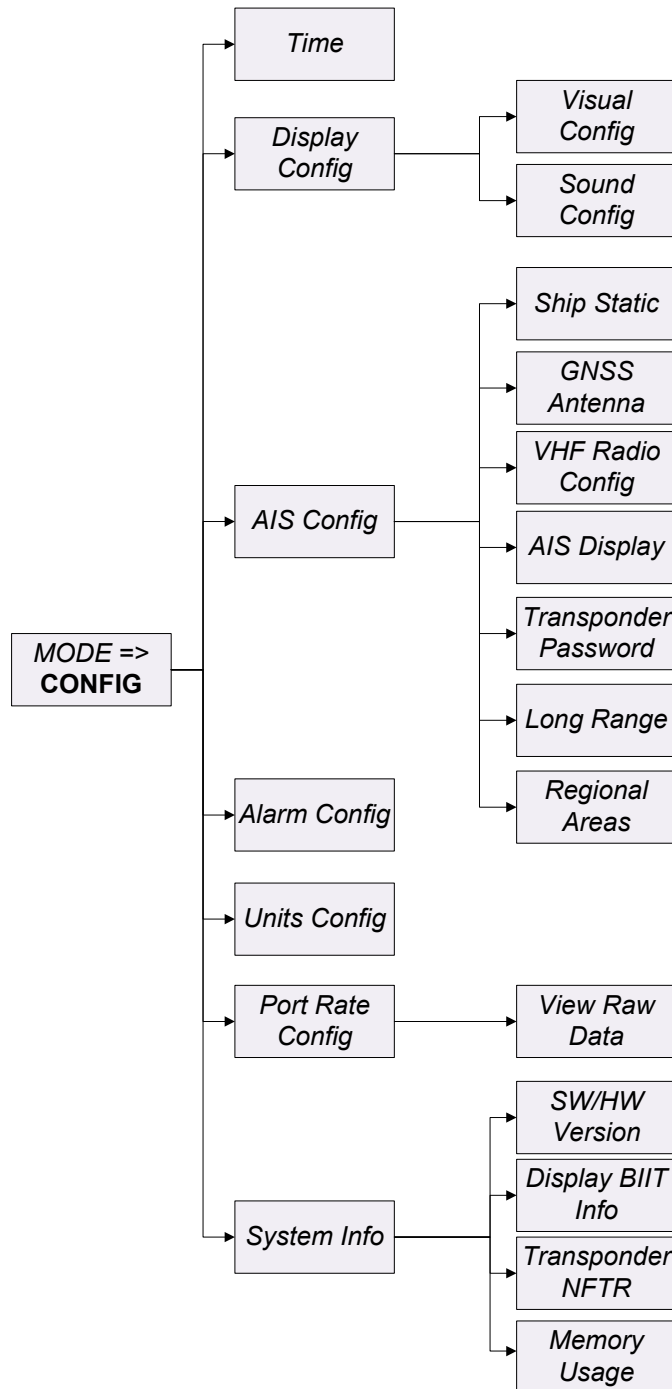 Time
Display
Config
Visual
Config
Sound
Config
AIS Config
Ship Static
GNSS
Antenna
VHF Radio
Config
AIS Display
Transponder
Password
Long Range
Regional
Areas
MODE =>
CONFIG
Alarm Config
Units Config
Port Rate
Config
View Raw
Data
System Info
SW/HW
Version
Display BIIT
Info
Transponder
NFTR
Memory
Usage